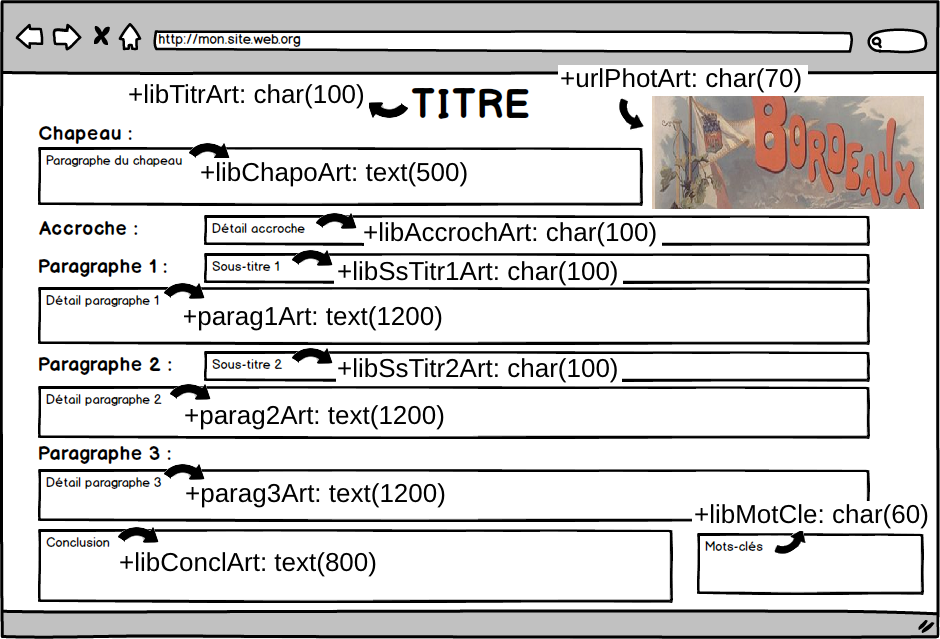 http://mon.site.web.org
+urlPhotArt: char(70)
+libTitrArt: char(100)
TITRE
BORDEAUX
Chapeau :
Paragraphe du chapeau
+libChapoArt: text(500)
Accroche :
Détail accroche
+libAccrochArt: char(100)
Paragraphe 1 :
Sous-titre 1
+libSsTitr1Art: char(100)
Détail paragraphe 1
+parag1Art: text(1200)
Paragraphe 2 :
Sous-titre 2
+libSsTitr2Art: char(100)
Détail paragraphe 2
+parag2Art: text(1200)
Paragraphe 3 :
Détail paragraphe 3
+parag3Art: text(1200)
+libMotCle: char(60)
Conclusion
+libConclArt: text(800)
Mots-clés